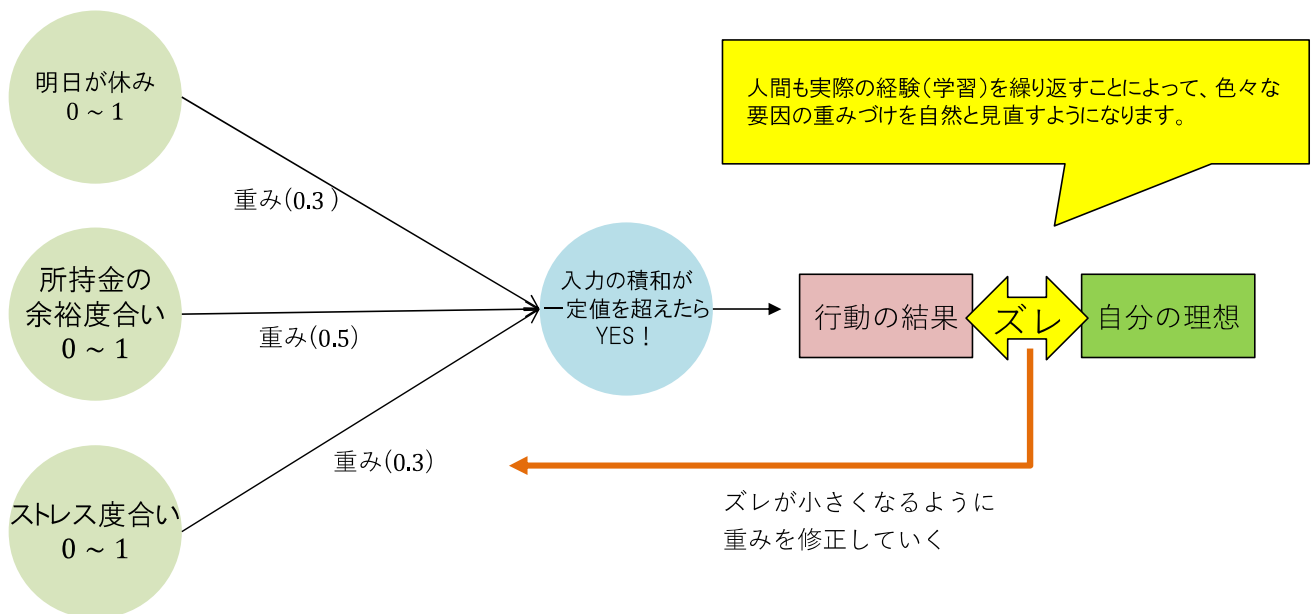 明日が休み
0 ~ 1
人間も実際の経験(学習)を繰り返すことによって、色々な
要因の重みづけを自然と見直すようになります。
重み(0.3 )
所持金の
余裕度合い
0 ~ 1
重み(0.5)
入力の積和が
一定値を超えたら
YES!
行動の結果
ズレ
自分の理想
重み(0.3)
ストレス度合い
0 ~ 1
ズレが小さくなるように
重みを修正していく